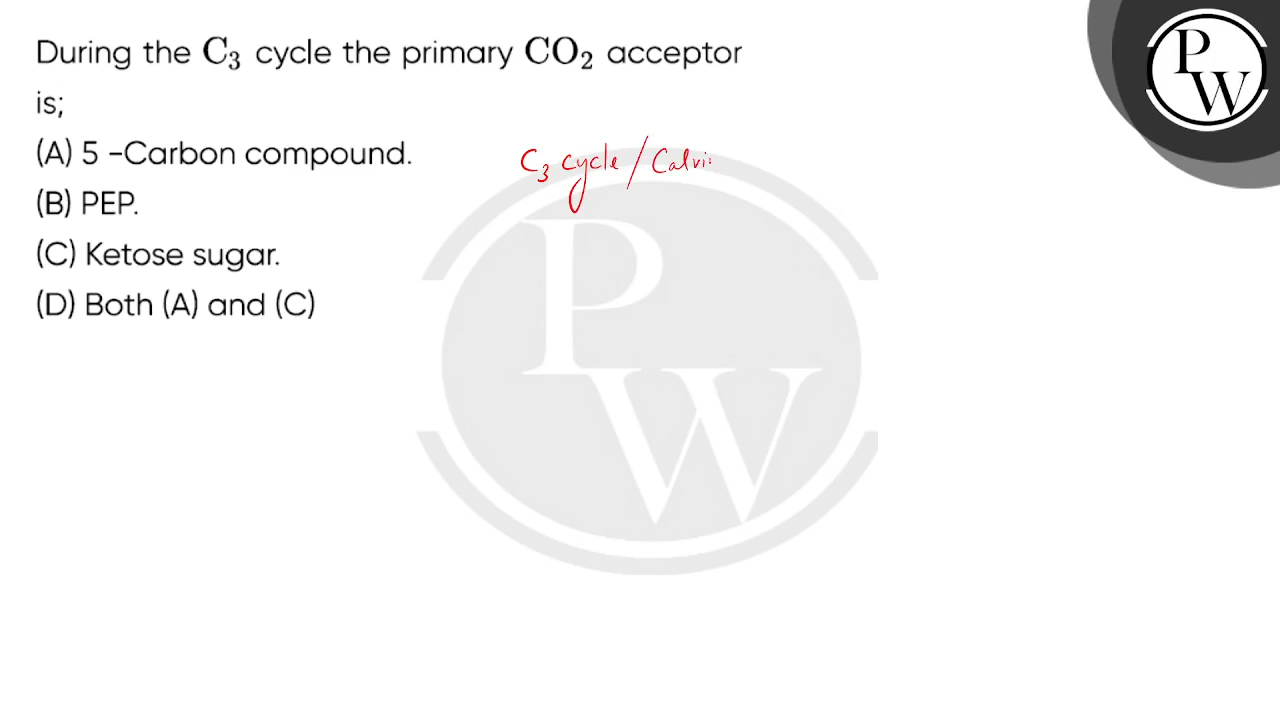 During the C₃ cycle the primary CO₂ acceptor
is;
(A) 5 -Carbon compound.
C₃ cycle / Calvi
(B) PEP.
(C) Ketose sugar.
(D) Both (A) and (C)
P
W
P
W